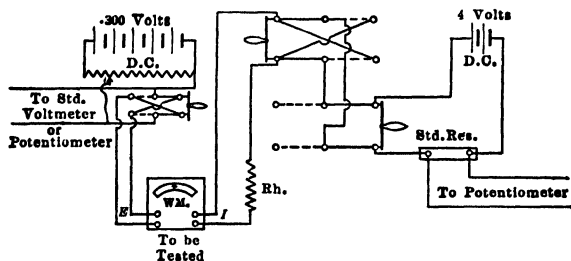 .300 Volts
D.C.
4 Volts
D.C.
To Std.
Voltmeter
or
Potentiometer
Std.Res.
Rh.
To Potentiometer
E
WM.
I
To be
Tested